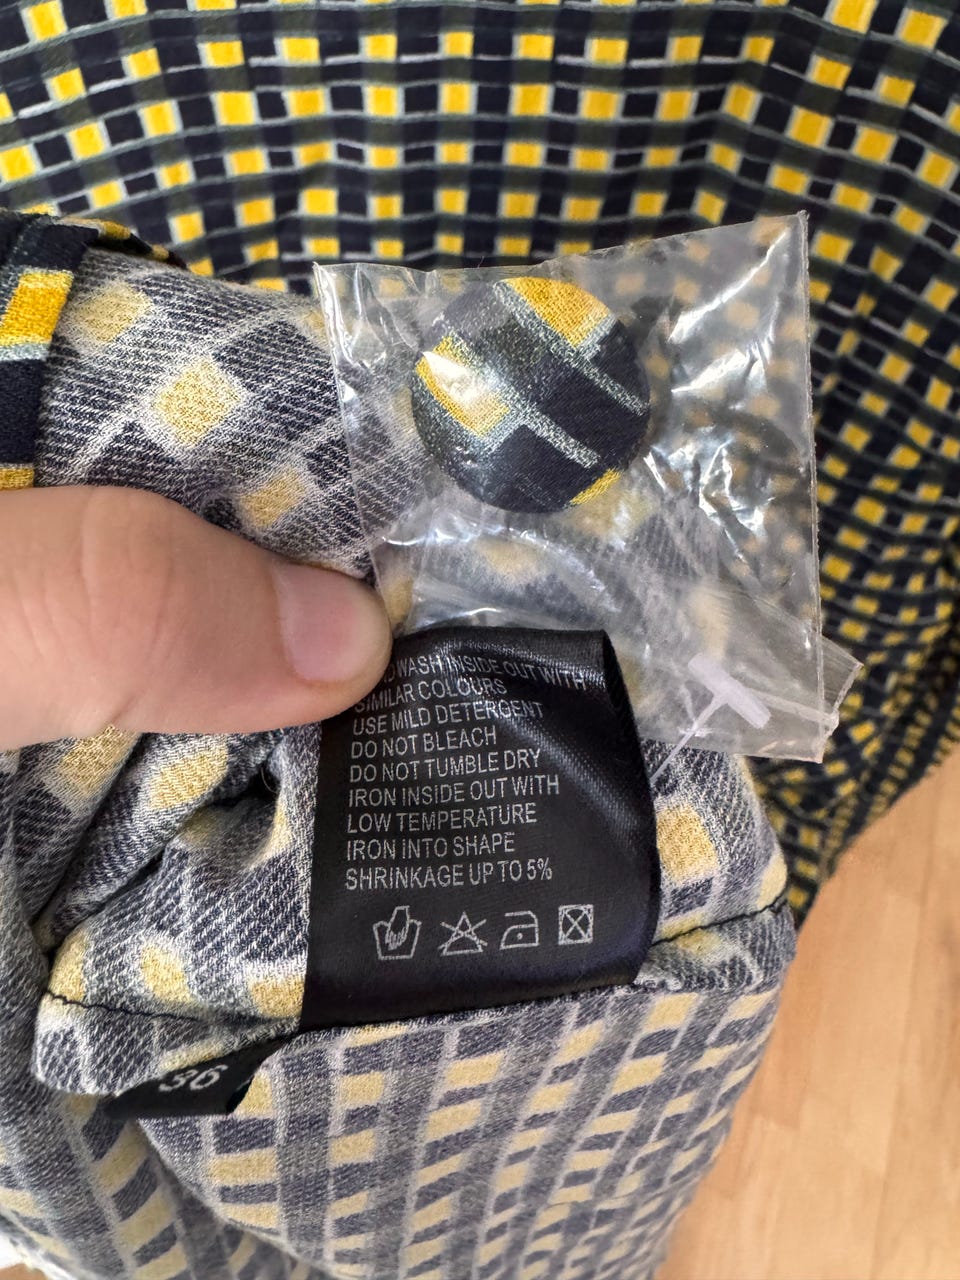 WASH INSIDE OUT WITH
SIMILAR COLOURS
USE MILD DETERGENT
DO NOT BLEACH
DO NOT TUMBLE DRY
IRON INSIDE OUT WITH
LOW TEMPERATURE
IRON INTO SHAPE
SHRINKAGE UP TO 5%
36